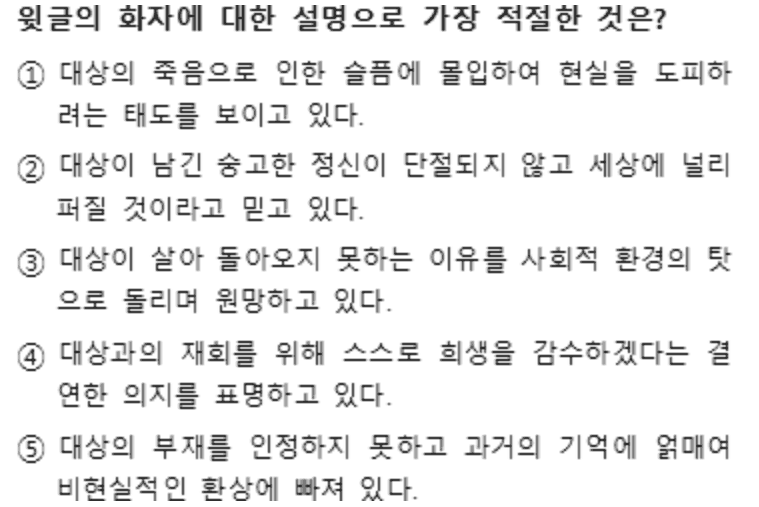 윗글의 화자에 대한 설명으로 가장 적절한 것은?
① 대상의 죽음으로 인한 슬픔에 몰입하여 현실을 도피하
려는 태도를 보이고 있다.
② 대상이 남긴 숭고한 정신이 단절되지 않고 세상에 널리
퍼질 것이라고 믿고 있다.
③ 대상이 살아 돌아오지 못하는 이유를 사회적 환경의 탓
으로 돌리며 원망하고 있다.
④ 대상과의 재회를 위해 스스로 희생을 감수하겠다는 결
연한 의지를 표명하고 있다.
⑤ 대상의 부재를 인정하지 못하고 과거의 기억에 얽매여
비현실적인 환상에 빠져 있다.